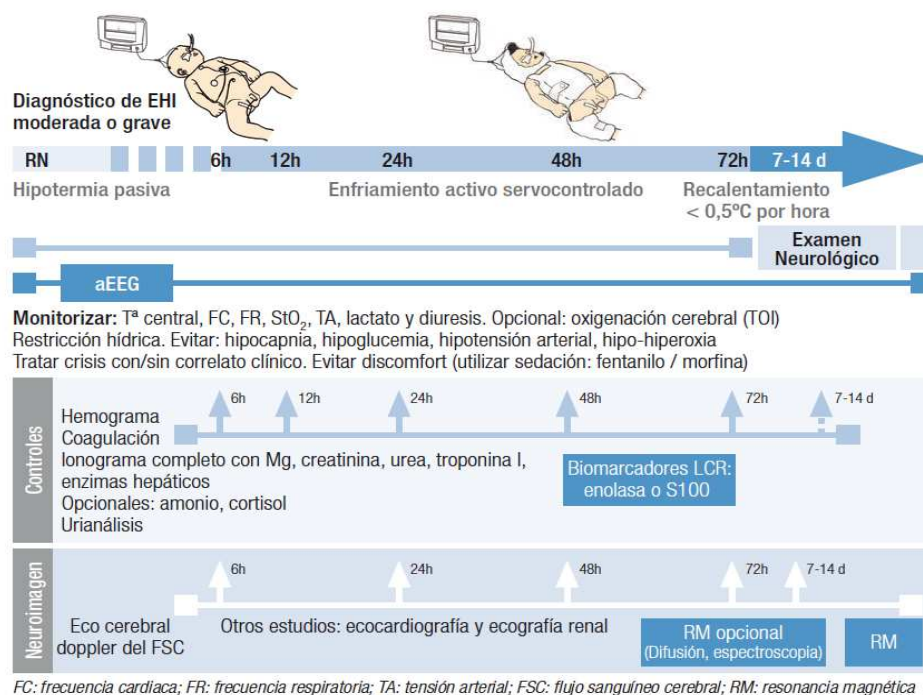 Diagnóstico de EHI
moderada o grave
RN 6h 12h 24h 48h 72h 7-14 d
Hipotermia pasiva Enfriamiento activo servocontrolado Recalentamiento
< 0,5ºC por hora
Examen
Neurológico
aEEG
Monitorizar: Tª central, FC, FR, StO2, TA, lactato y diuresis. Opcional: oxigenación cerebral (TOI)
Restricción hídrica. Evitar: hipocapnia, hipoglucemia, hipotensión arterial, hipo-hiperoxia
Tratar crisis con/sin correlato clínico. Evitar discomfort (utilizar sedación: fentanilo / morfina)
Controles
6h 12h 24h 48h 72h 7-14 d
Hemograma
Coagulación
Ionograma completo con Mg, creatinina, urea, troponina I,
enzimas hepáticos
Opcionales: amonio, cortisol
Urianálisis
Biomarcadores LCR:
enolasa o S100
Neuroimagen
6h 24h 48h 72h 7-14 d
Eco cerebral
doppler del FSC
Otros estudios: ecocardiografía y ecografía renal
RM opcional
(Difusión, espectroscopia)
RM
FC: frecuencia cardiaca; FR: frecuencia respiratoria; TA: tensión arterial; FSC: flujo sanguíneo cerebral; RM: resonancia magnética